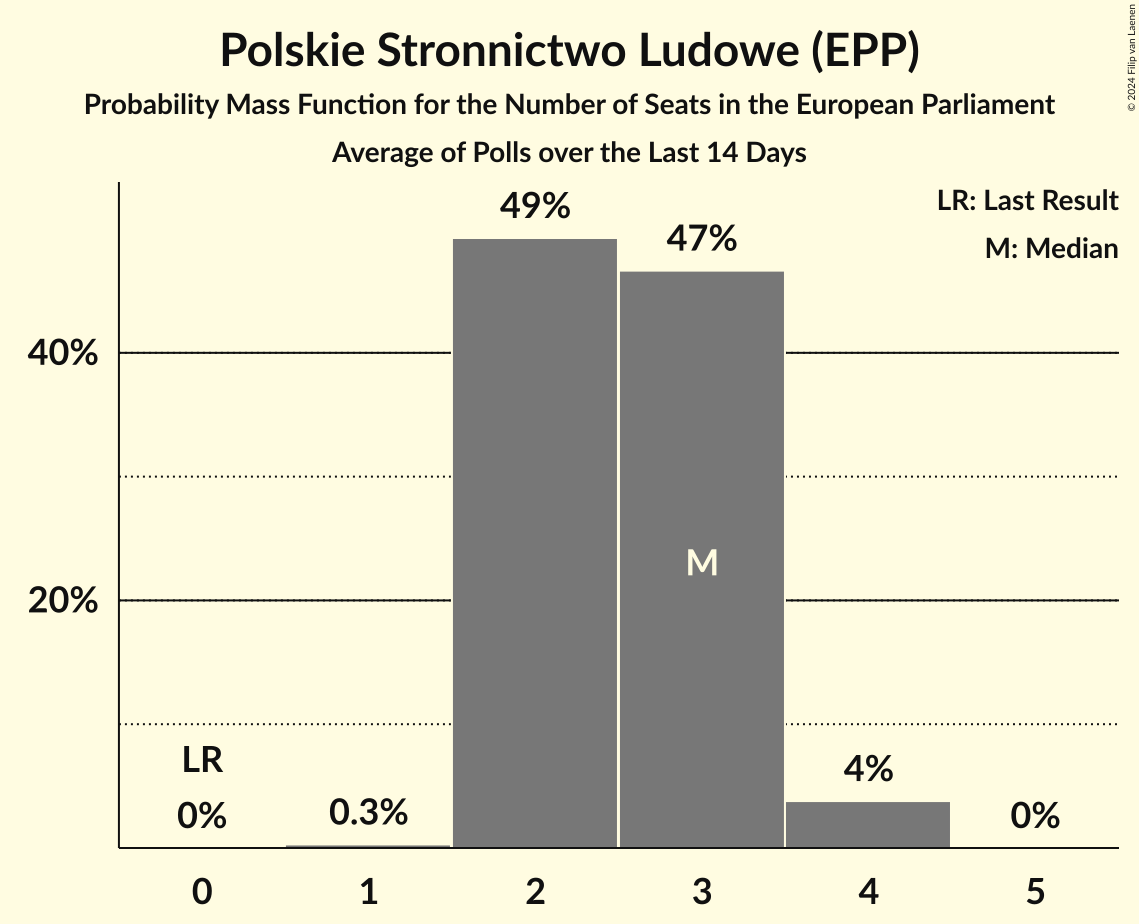 Polskie Stronnictwo Ludowe (EPP)
Probability Mass Function for the Number of Seats in the European Parliament
Average of Polls over the Last 14 Days
© 2024 Filip van Laenen
LR: Last Result
M: Median
49%
47%
40%
20%
M
LR
0%
0.3%
4%
0%
0 1 2 3 4 5